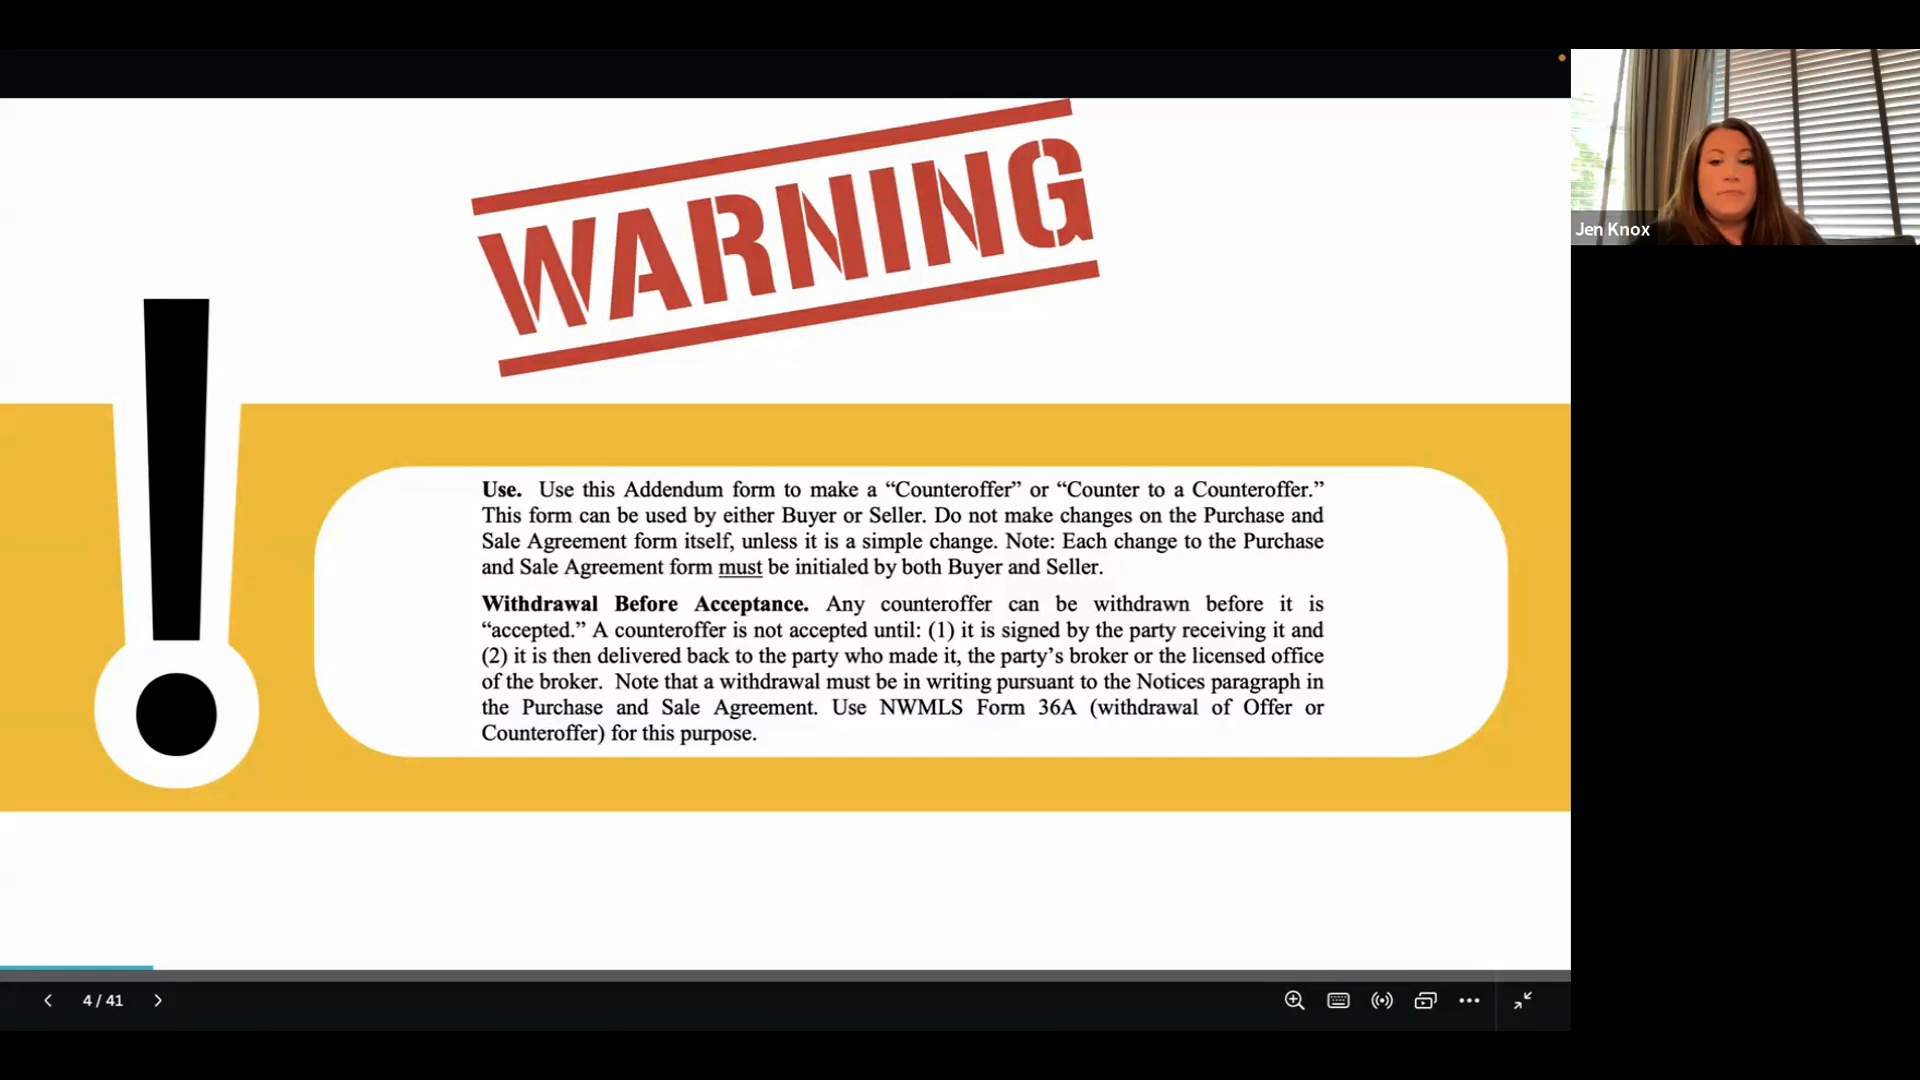 WARNING
Jen Knox
Use. Use this Addendum form to make a “Counteroffer” or “Counter to a Counteroffer.”
This form can be used by either Buyer or Seller. Do not make changes on the Purchase and
Sale Agreement form itself, unless it is a simple change. Note: Each change to the Purchase
and Sale Agreement form must be initialed by both Buyer and Seller.
Withdrawal Before Acceptance. Any counteroffer can be withdrawn before it is
“accepted.” A counteroffer is not accepted until: (1) it is signed by the party receiving it and
(2) it is then delivered back to the party who made it, the party’s broker or the licensed office
of the broker. Note that a withdrawal must be in writing pursuant to the Notices paragraph in
the Purchase and Sale Agreement. Use NWMLS Form 36A (withdrawal of Offer or
Counteroffer) for this purpose.
4 / 41